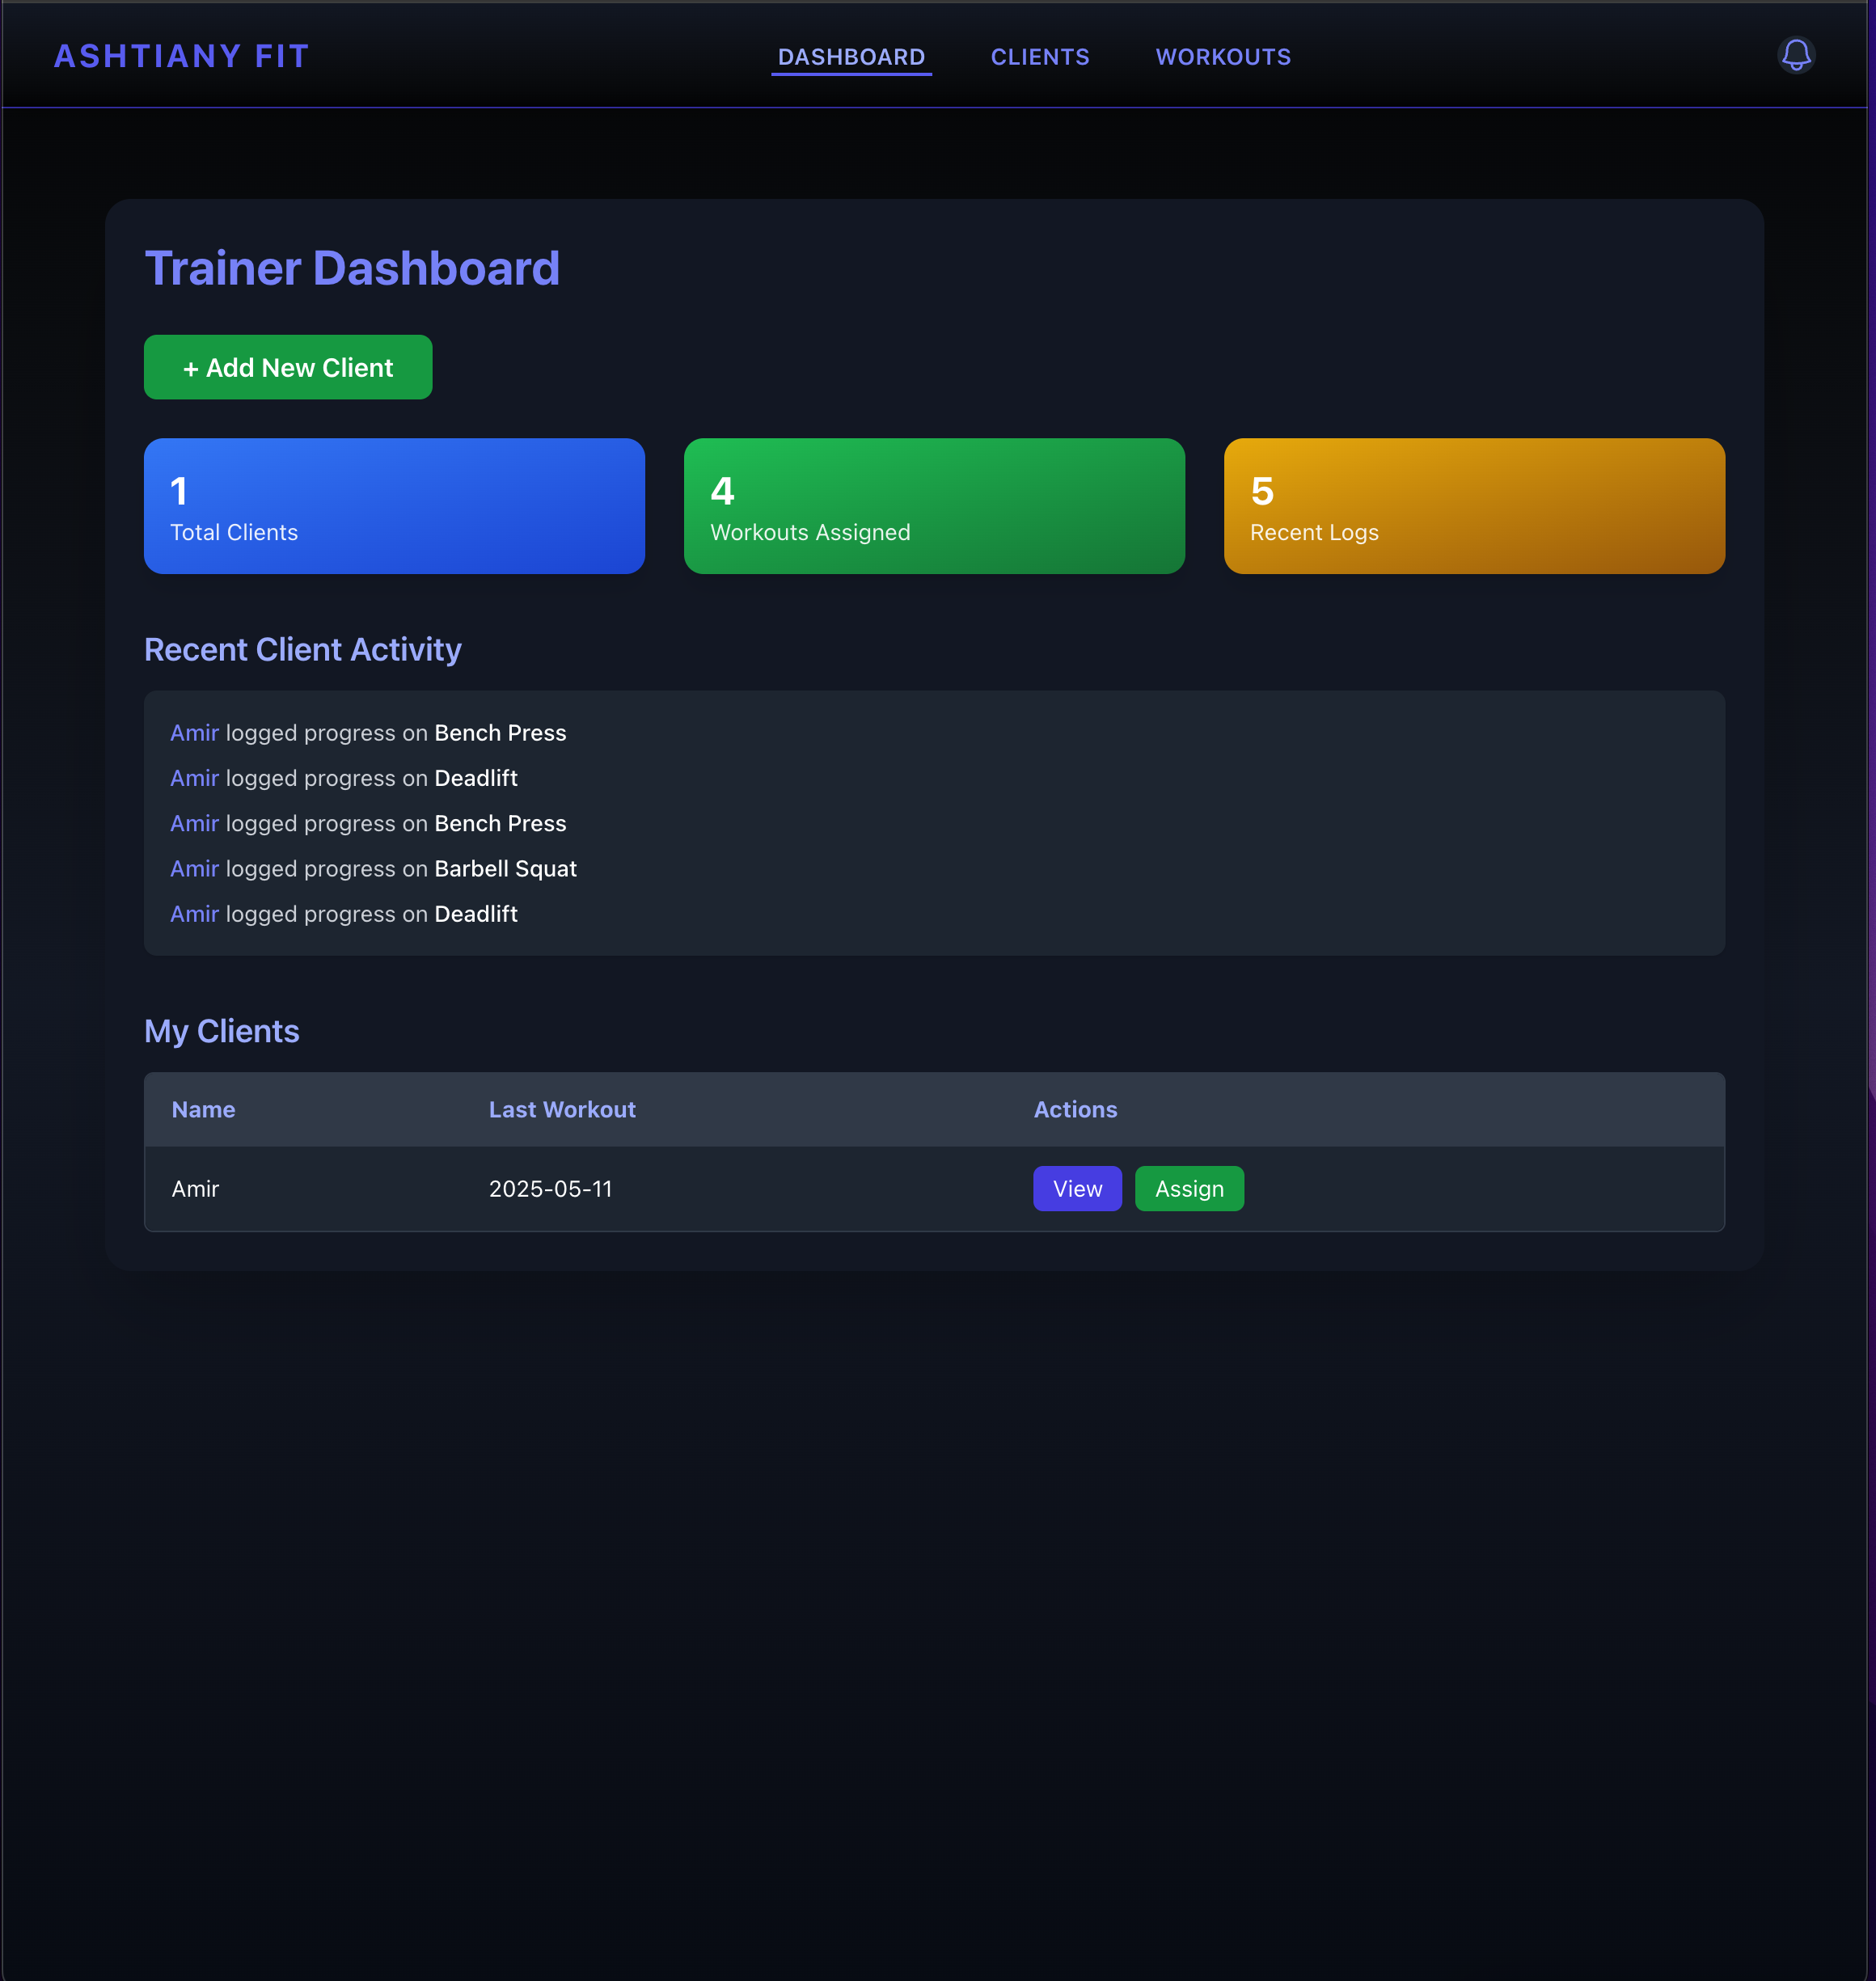 ASHTIANY FIT
DASHBOARD CLIENTS WORKOUTS
Trainer Dashboard
+ Add New Client
1
Total Clients
4
Workouts Assigned
5
Recent Logs
Recent Client Activity
Amir logged progress on Bench Press
Amir logged progress on Deadlift
Amir logged progress on Bench Press
Amir logged progress on Barbell Squat
Amir logged progress on Deadlift
My Clients
Name Last Workout Actions
Amir 2025-05-11 View Assign